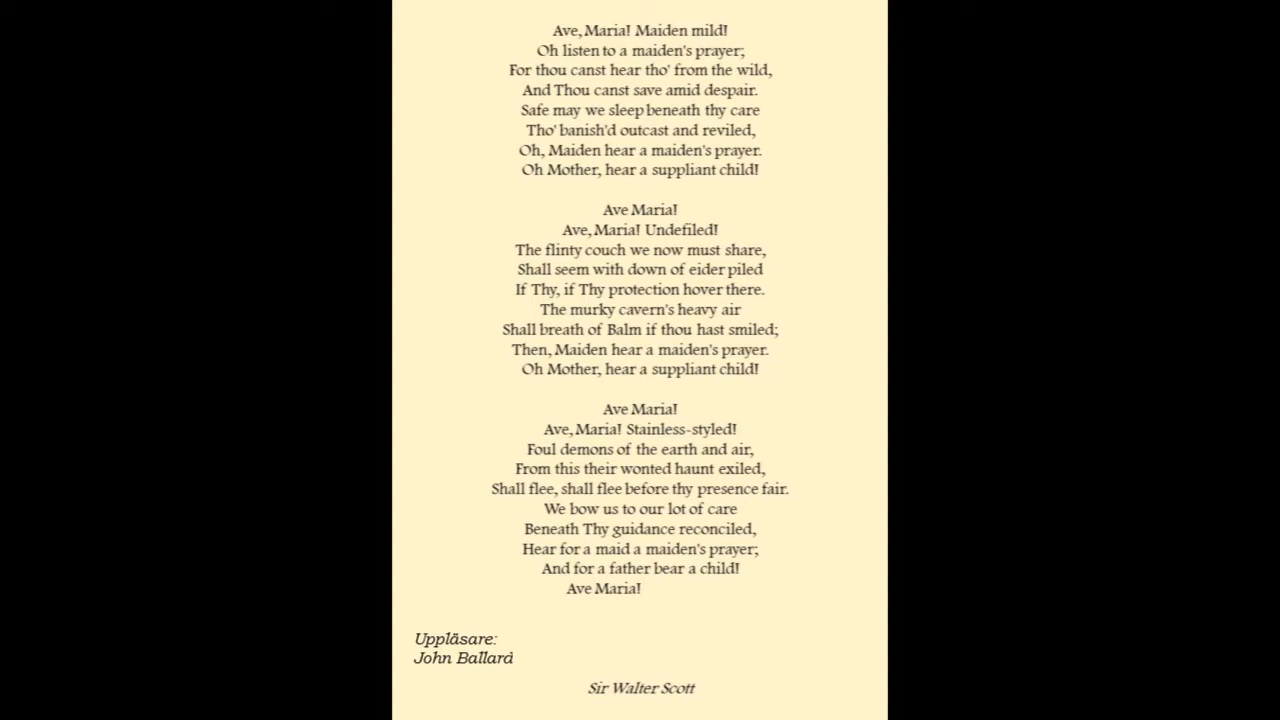 Ave, Maria! Maiden mild!
Oh listen to a maiden's prayer;
For thou canst hear tho' from the wild,
And Thou canst save amid despair.
Safe may we sleep beneath thy care
Tho' banish'd outcast and reviled,
Oh, Maiden hear a maiden's prayer.
Oh Mother, hear a suppliant child!

Ave Maria!
Ave, Maria! Undefiled!
The flinty couch we now must share,
Shall seem with down of eider piled
If Thy, if Thy protection hover there.
The murky cavern's heavy air
Shall breath of Balm if thou hast smiled;
Then, Maiden hear a maiden's prayer.
Oh Mother, hear a suppliant child!

Ave Maria!
Ave, Maria! Stainless-styled!
Foul demons of the earth and air,
From this their wonted haunt exiled,
Shall flee, shall flee before thy presence fair.
We bow us to our lot of care
Beneath Thy guidance reconciled,
Hear for a maid a maiden's prayer;
And for a father bear a child!
Ave Maria!

Uppläsare:
John Ballard
Sir Walter Scott